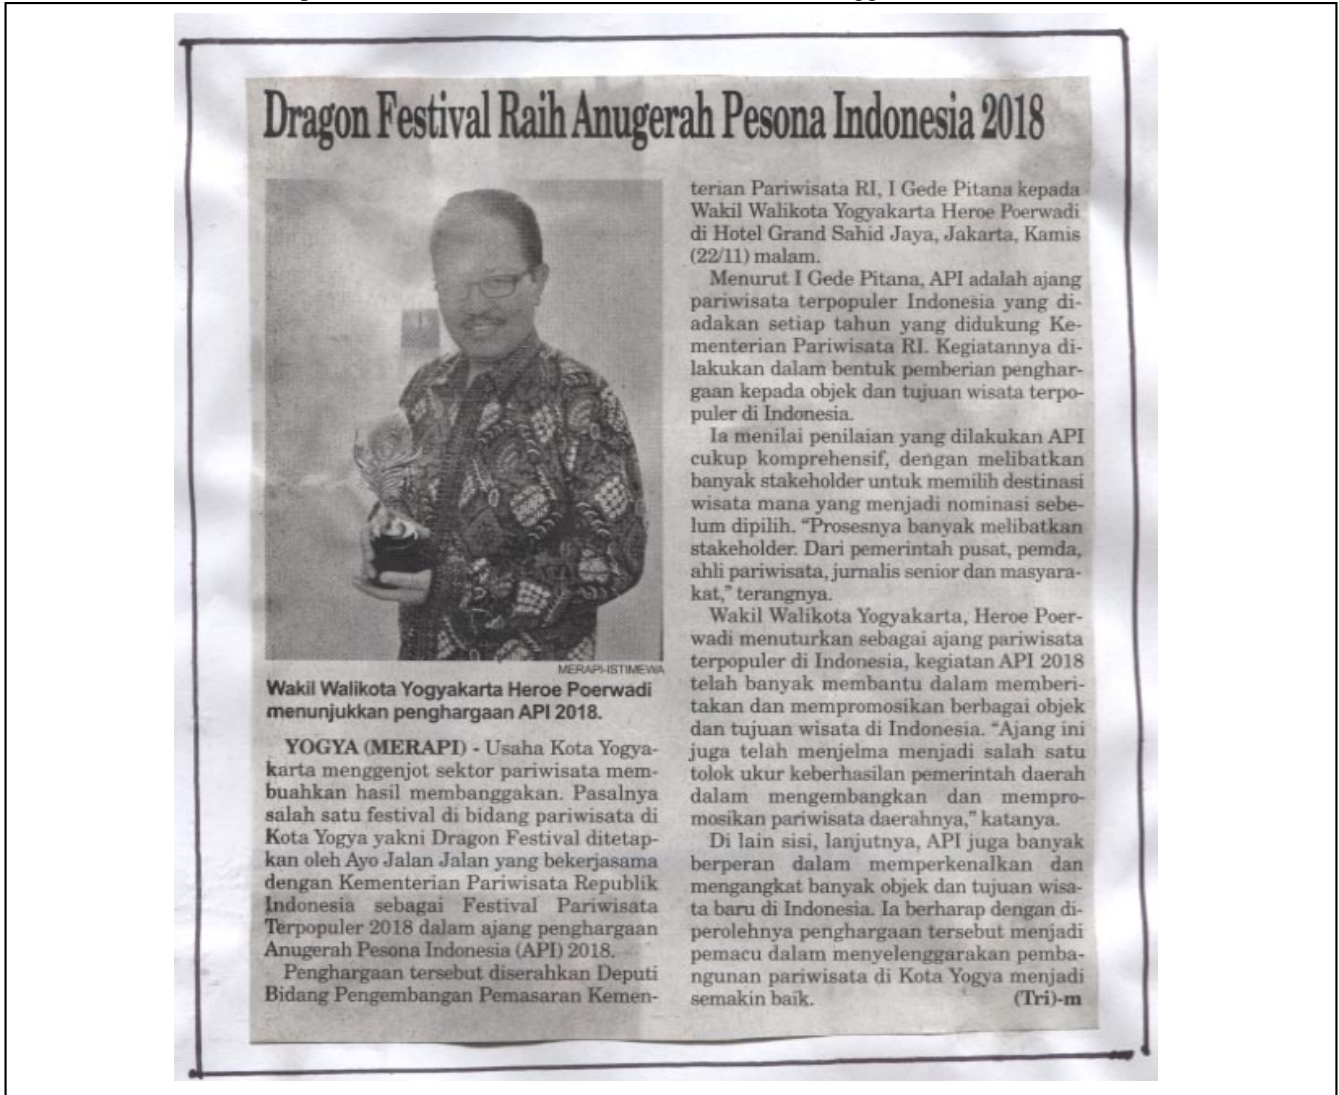 Dragon Festival Raih Anugerah Pesona Indonesia 2018
MERAPI-ISTIMEWA
Wakil Walikota Yogyakarta Heroe Poerwadi
menunjukkan penghargaan API 2018.
YOGYA (MERAPI) - Usaha Kota Yogya-
karta menggenjot sektor pariwisata mem-
buahkan hasil membanggakan. Pasalnya
salah satu festival di bidang pariwisata di
Kota Yogya yakni Dragon Festival ditetap-
kan oleh Ayo Jalan Jalan yang bekerjasama
dengan Kementerian Pariwisata Republik
Indonesia sebagai Festival Pariwisata
Terpopuler 2018 dalam ajang penghargaan
Anugerah Pesona Indonesia (API) 2018.
Penghargaan tersebut diserahkan Deputi
Bidang Pengembangan Pemasaran Kemen-
terian Pariwisata RI, I Gede Pitana kepada
Wakil Walikota Yogyakarta Heroe Poerwadi
di Hotel Grand Sahid Jaya, Jakarta, Kamis
(22/11) malam.
Menurut I Gede Pitana, API adalah ajang
pariwisata terpopuler Indonesia yang di-
adakan setiap tahun yang didukung Ke-
menterian Pariwisata RI. Kegiatannya di-
lakukan dalam bentuk pemberian penghar-
gaan kepada objek dan tujuan wisata terpo-
puler di Indonesia.
Ia menilai penilaian yang dilakukan API
cukup komprehensif, dengan melibatkan
banyak stakeholder untuk memilih destinasi
wisata mana yang menjadi nominasi sebe-
lum dipilih. “Prosesnya banyak melibatkan
stakeholder. Dari pemerintah pusat, pemda,
ahli pariwisata, jurnalis senior dan masyara-
kat,” terangnya.
Wakil Walikota Yogyakarta, Heroe Poer-
wadi menuturkan sebagai ajang pariwisata
terpopuler di Indonesia, kegiatan API 2018
telah banyak membantu dalam memberi-
takan dan mempromosikan berbagai objek
dan tujuan wisata di Indonesia. “Ajang ini
juga telah menjelma menjadi salah satu
tolok ukur keberhasilan pemerintah daerah
dalam mengembangkan dan mempro-
mosikan pariwisata daerahnya,” katanya.
Di lain sisi, lanjutnya, API juga banyak
berperan dalam memperkenalkan dan
mengangkat banyak objek dan tujuan wisa-
ta baru di Indonesia. Ia berharap dengan di-
perolehnya penghargaan tersebut menjadi
pemacu dalam menyelenggarakan pemba-
ngunan pariwisata di Kota Yogya menjadi
semakin baik. (Tri)-m